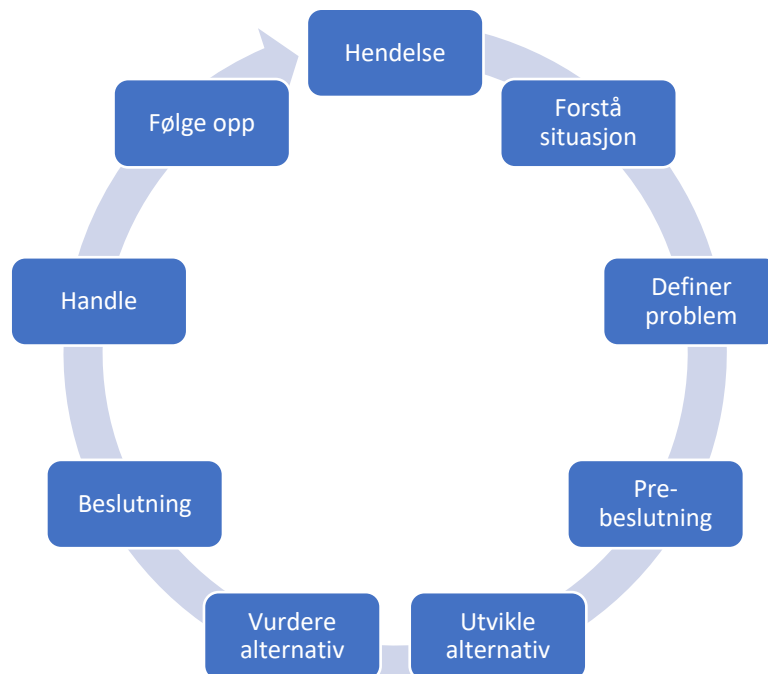 Hendelse
Forstå
situasjon
Definer
problem
Pre-
beslutning
Utvikle
alternativ
Vurdere
alternativ
Beslutning
Handle
Følge opp